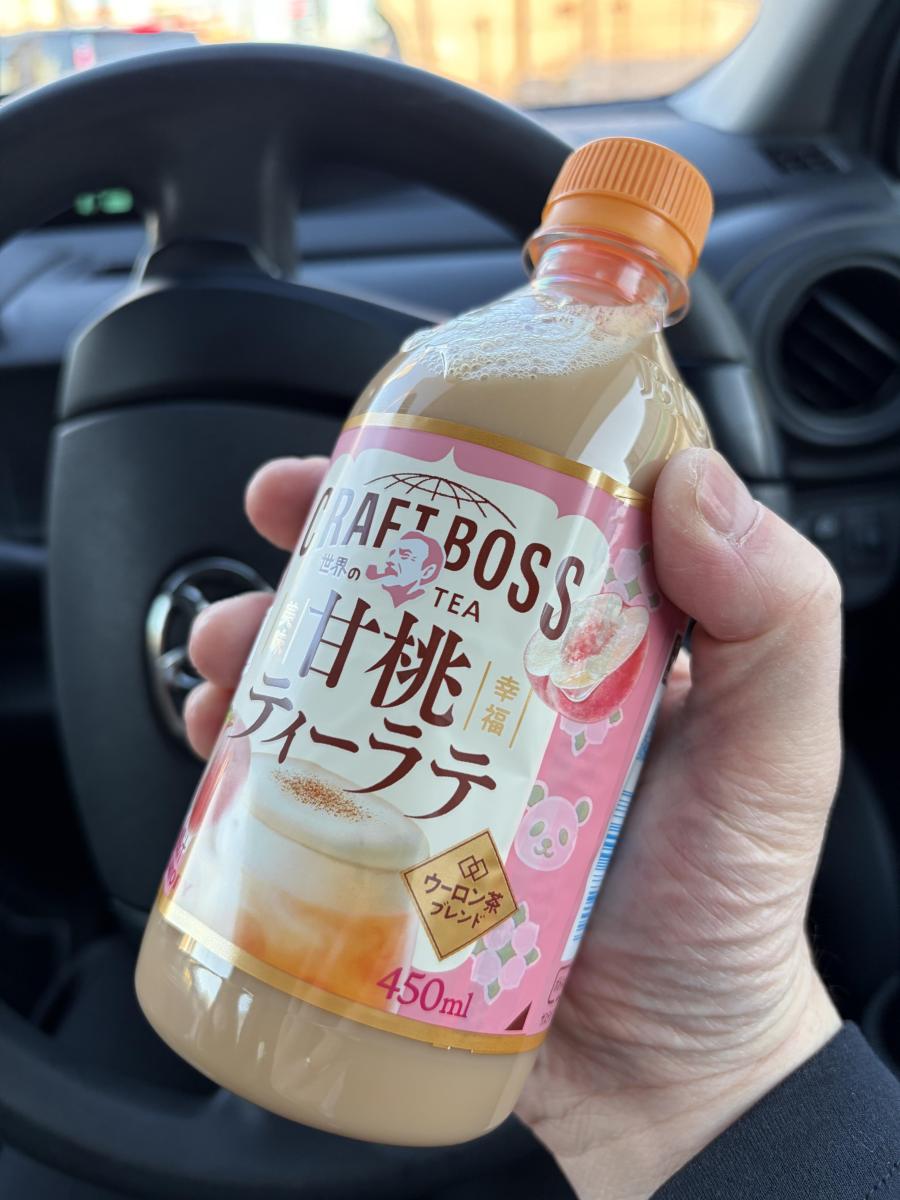 CRAFT BOSS
世界の
TEA
甘桃
幸福
ティーラテ
ウーロン茶
ブレンド
450ml